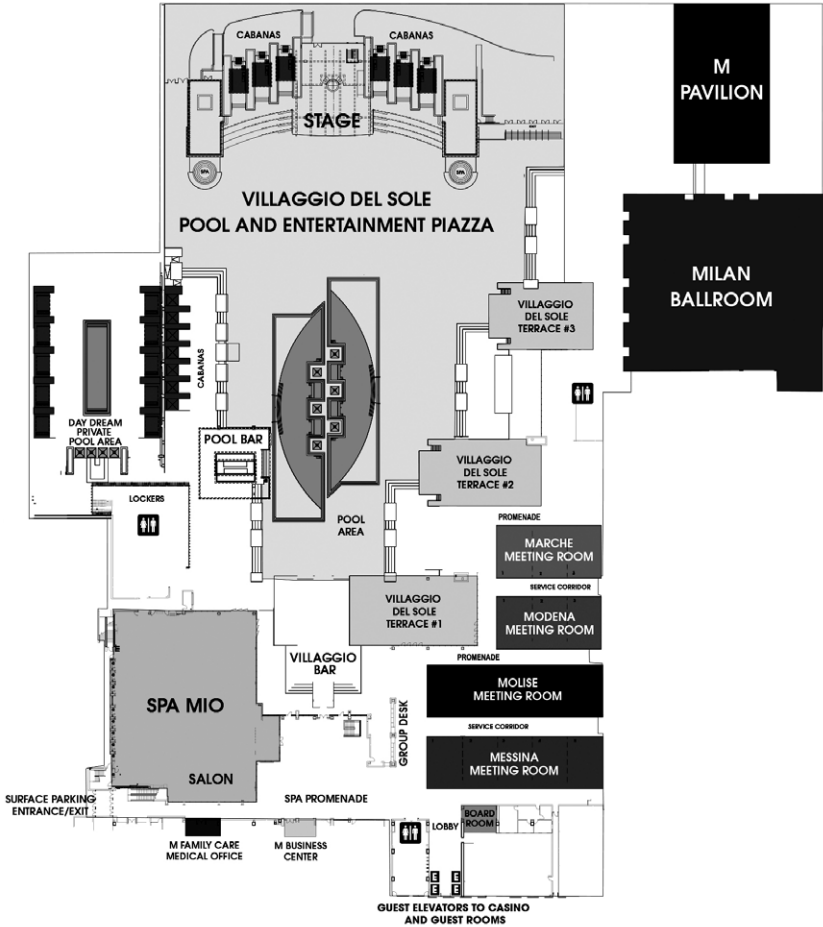 CABANAS
CABANAS
M
PAVILION
STAGE
SPA
SPA
VILLAGGIO DEL SOLE
POOL AND ENTERTAINMENT PIAZZA
MILAN
BALLROOM
VILLAGGIO
DEL SOLE
TERRACE #3
CABANAS
DAY DREAM
PRIVATE
POOL AREA
POOL BAR
VILLAGGIO
DEL SOLE
TERRACE #2
LOCKERS
POOL
AREA
PROMENADE
MARCHE
MEETING ROOM
SERVICE CORRIDOR
VILLAGGIO
DEL SOLE
TERRACE #1
MODENA
MEETING ROOM
VILLAGGIO
BAR
PROMENADE
MOLISE
MEETING ROOM
SPA MIO
GROUP DESK
SERVICE CORRIDOR
MESSINA
MEETING ROOM
SALON
SURFACE PARKING
ENTRANCE/EXIT
SPA PROMENADE
BOARD
ROOM
LOBBY
M FAMILY CARE
MEDICAL OFFICE
M BUSINESS
CENTER
E
E
E
E
GUEST ELEVATORS TO CASINO
AND GUEST ROOMS